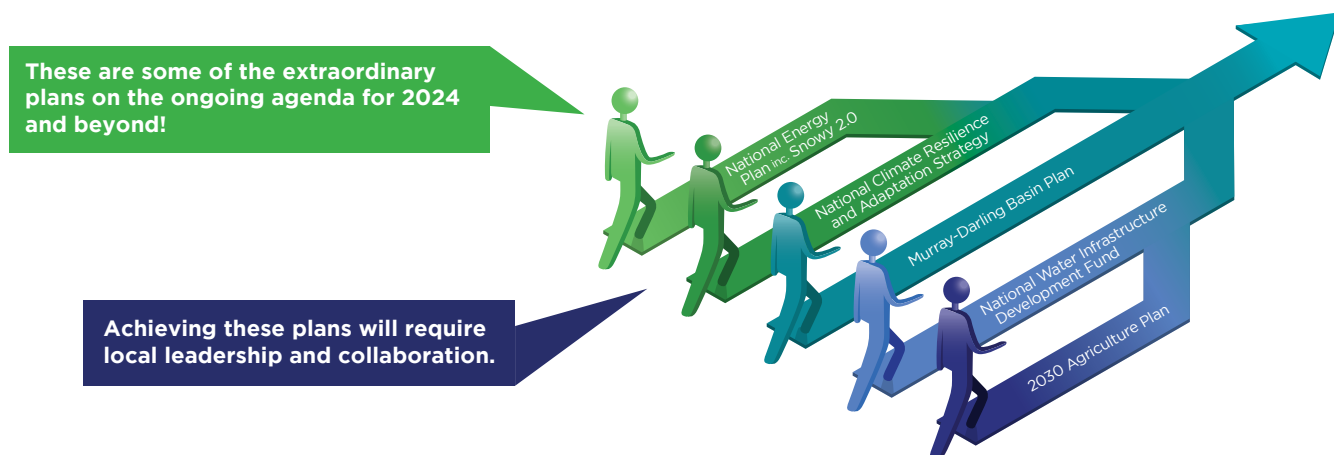 These are some of the extraordinary
plans on the ongoing agenda for 2024
and beyond!
National Energy
Plan inc. Snowy 2.0
National Climate Resilience
and Adaptation Strategy
Murray-Darling Basin Plan
National Water Infrastructure
Development Fund
2030 Agriculture Plan
Achieving these plans will require
local leadership and collaboration.